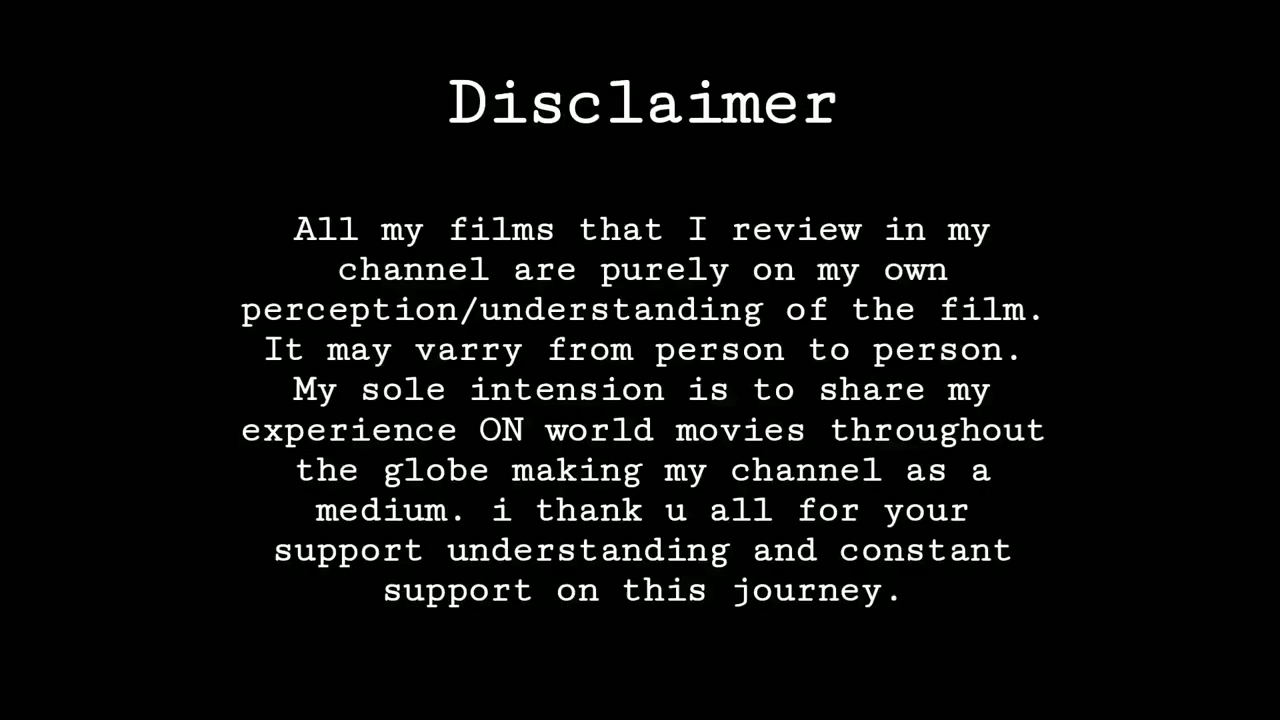 Disclaimer
All my films that I review in my
channel are purely on my own
perception/understanding of the film.
It may varry from person to person.
My sole intension is to share my
experience ON world movies throughout
the globe making my channel as a
medium. i thank u all for your
support understanding and constant
support on this journey.